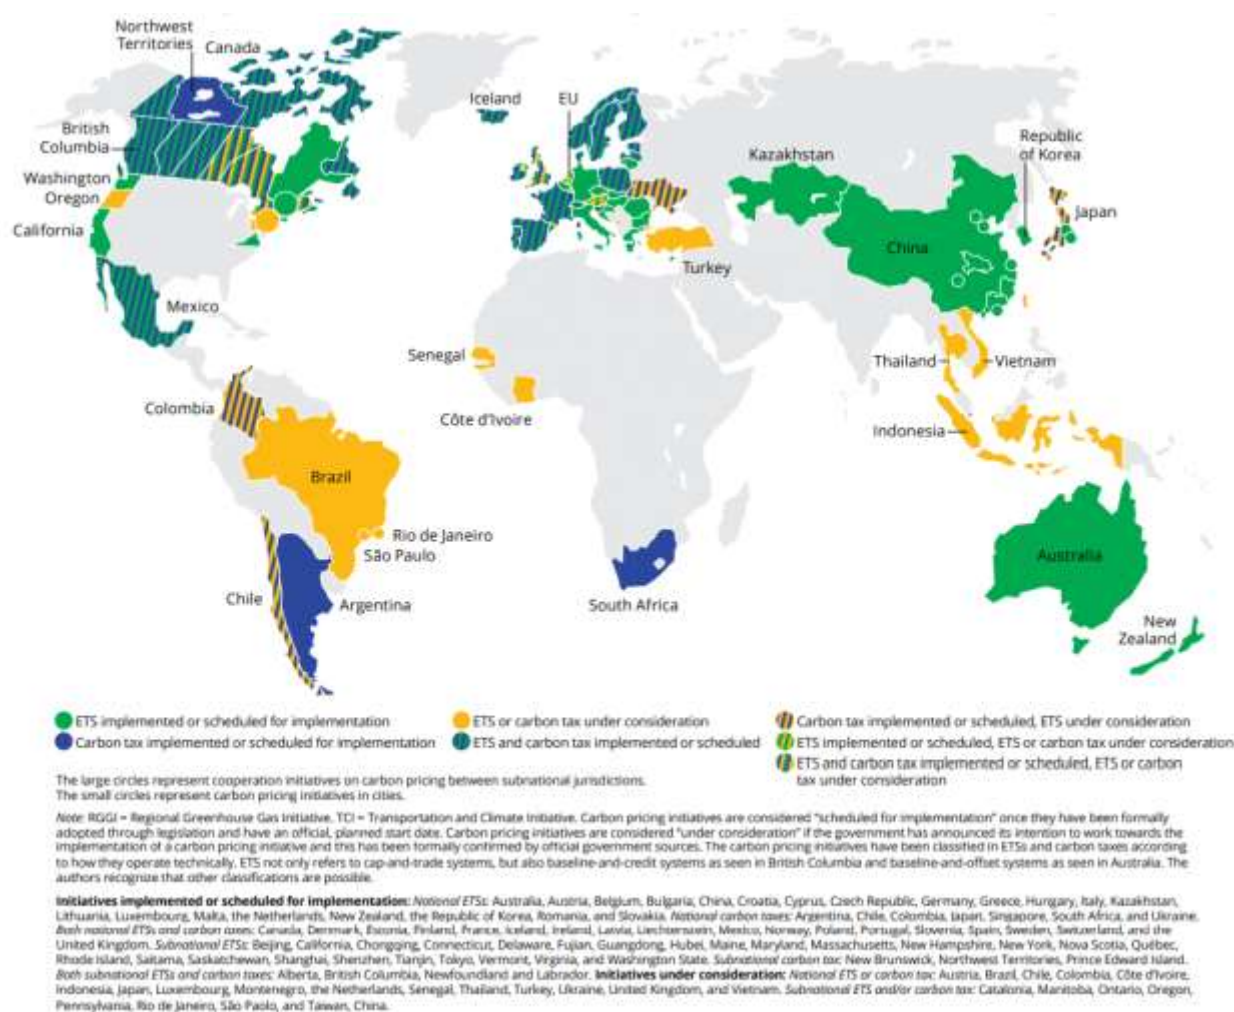 Northwest
Territories
Canada
Iceland
EU
British
Columbia
Republic
of Korea
Kazakhstan
Washington
Oregon
Japan
California
China
Turkey
Mexico
Senegal
Thailand
Vietnam
Colombia
Côte d'Ivoire
Indonesia
Brazil
Rio de Janeiro
São Paulo
Australia
Chile
Argentina
South Africa
New
Zealand
ETS implemented or scheduled for implementation
ETS or carbon tax under consideration
Carbon tax implemented or scheduled, ETS under consideration
Carbon tax implemented or scheduled for implementation
ETS and carbon tax implemented or scheduled
ETS implemented or scheduled, ETS or carbon tax under consideration
ETS and carbon tax implemented or scheduled, ETS or carbon
tax under consideration
The large circles represent cooperation initiatives on carbon pricing between subnational jurisdictions.
The small circles represent carbon pricing initiatives in cities.
Note: RGGI = Regional Greenhouse Gas Initiative. TCI = Transportation and Climate Initiative. Carbon pricing initiatives are considered "scheduled for implementation" once they have been formally
adopted through legislation and have an official, planned start date. Carbon pricing initiatives are considered "under consideration" if the government has announced its intention to work towards the
implementation of a carbon pricing initiative and this has been formally confirmed by official government sources. The carbon pricing initiatives have been classified in ETSs and carbon taxes according
to how they operate technically. ETS not only refers to cap-and-trade systems, but also baseline-and-credit systems as seen in British Columbia and baseline-and-offset systems as seen in Australia. The
authors recognize that other classifications are possible.
Initiatives implemented or scheduled for implementation: National ETSs: Australia, Austria, Belgium, Bulgaria; China, Croatia, Cyprus, Czech Republic, Germany, Greece, Hungary, Italy, Kazakhstan,
Lithuania, Luxembourg, Malta, the Netherlands, New Zealand, the Republic of Korea, Romania, and Slovakia. National carbon taxes: Argentina, Chile, Colombia, Japan, Singapore, South Africa, and Ukraine.
Both national ETSs and carbon taxes: Canada, Denmark, Estonia, Finland, France, Iceland, Ireland, Latvia, Liechtenstein, Mexico, Norway, Poland, Portugal, Slovenia, Spain, Sweden, Switzerland, and the
United Kingdom. Subnational ETSs: Beijing, California, Chongqing, Connecticut, Delaware, Fujian, Guangdong, Hubei, Maine, Maryland, Massachusetts, New Hampshire, New York, Nova Scotia, Québec,
Rhode Island, Saitama, Saskatchewan, Shanghai, Shenzhen, Tianjin, Tokyo, Vermont, Virginia, and Washington State. Subnational carbon tax: New Brunswick, Northwest Territories, Prince Edward Island.
Both subnational ETSs and carbon taxes: Alberta, British Columbia, Newfoundland and Labrador. Initiatives under consideration: National ETS or carbon tax: Austria, Brazil, Chile, Colombia, Côte d'Ivoire,
Indonesia, Japan, Luxembourg, Montenegro, the Netherlands, Senegal, Thailand, Turkey, Ukraine, United Kingdom, and Vietnam. Subnational ETS and/or carbon tax: Catalonia, Manitoba, Ontario, Oregon,
Pennsylvania, Rio de Janeiro, São Paolo, and Taiwan, China.